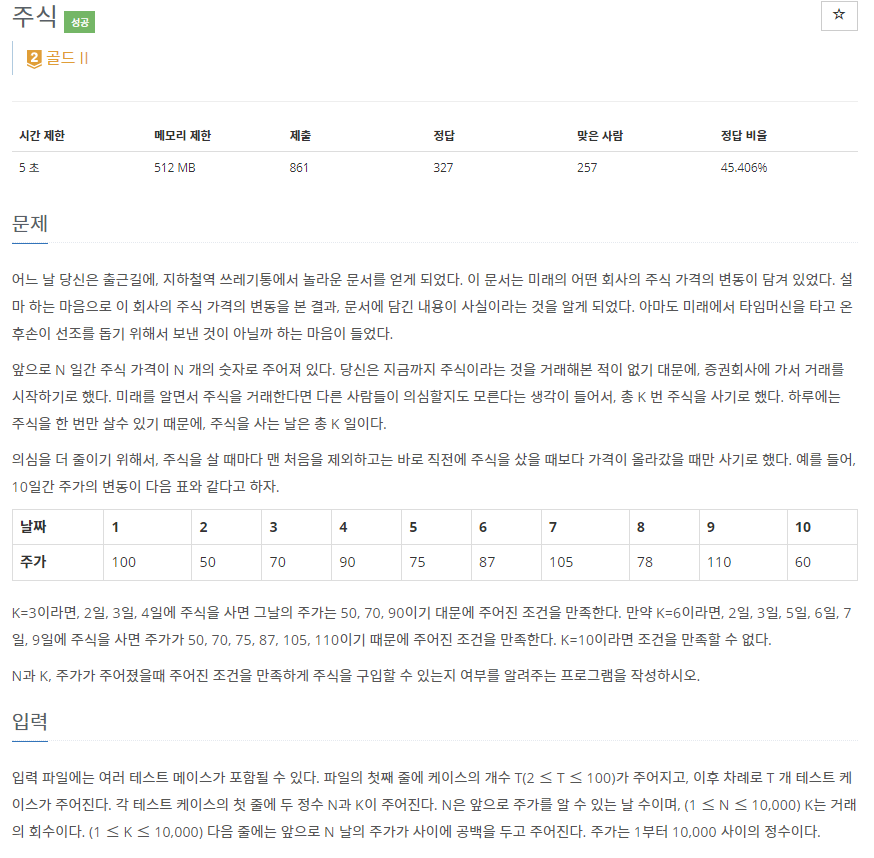 주식 성공
☆
2 골드 II
시간 제한 메모리 제한 제출 정답 맞은 사람 정답 비율
5 초 512 MB 861 327 257 45.406%
문제
어느 날 당신은 출근길에, 지하철역 쓰레기통에서 놀라운 문서를 얻게 되었다. 이 문서는 미래의 어떤 회사의 주식 가격의 변동이 담겨 있었다. 설
마 하는 마음으로 이 회사의 주식 가격의 변동을 본 결과, 문서에 담긴 내용이 사실이라는 것을 알게 되었다. 아마도 미래에서 타임머신을 타고 온
후손이 선조를 돕기 위해서 보낸 것이 아닐까 하는 마음이 들었다.
앞으로 N 일간 주식 가격이 N 개의 숫자로 주어져 있다. 당신은 지금까지 주식이라는 것을 거래해본 적이 없기 대문에, 증권회사에 가서 거래를
시작하기로 했다. 미래를 알면서 주식을 거래한다면 다른 사람들이 의심할지도 모른다는 생각이 들어서, 총 K 번 주식을 사기로 했다. 하루에는
주식을 한 번만 살수 있기 때문에, 주식을 사는 날은 총 K 일이다.
의심을 더 줄이기 위해서, 주식을 살 때마다 맨 처음을 제외하고는 바로 직전에 주식을 샀을 때보다 가격이 올라갔을 때만 사기로 했다. 예를 들어,
10일간 주가의 변동이 다음 표와 같다고 하자.
날짜 1 2 3 4 5 6 7 8 9 10
주가 100 50 70 90 75 87 105 78 110 60
K=3이라면, 2일, 3일, 4일에 주식을 사면 그날의 주가는 50, 70, 90이기 대문에 주어진 조건을 만족한다. 만약 K=6이라면, 2일, 3일, 5일, 6일, 7
일, 9일에 주식을 사면 주가가 50, 70, 75, 87, 105, 110이기 때문에 주어진 조건을 만족한다. K=10이라면 조건을 만족할 수 없다.
N과 K, 주가가 주어졌을때 주어진 조건을 만족하게 주식을 구입할 수 있는지 여부를 알려주는 프로그램을 작성하시오.
입력
입력 파일에는 여러 테스트 메이스가 포함될 수 있다. 파일의 첫째 줄에 케이스의 개수 T(2 ≤ T ≤ 100)가 주어지고, 이후 차례로 T 개 테스트 케
이스가 주어진다. 각 테스트 케이스의 첫 줄에 두 정수 N과 K이 주어진다. N은 앞으로 주가를 알 수 있는 날 수이며, (1 ≤ N ≤ 10,000) K는 거래
의 회수이다. (1 ≤ K ≤ 10,000) 다음 줄에는 앞으로 N 날의 주가가 사이에 공백을 두고 주어진다. 주가는 1부터 10,000 사이의 정수이다.